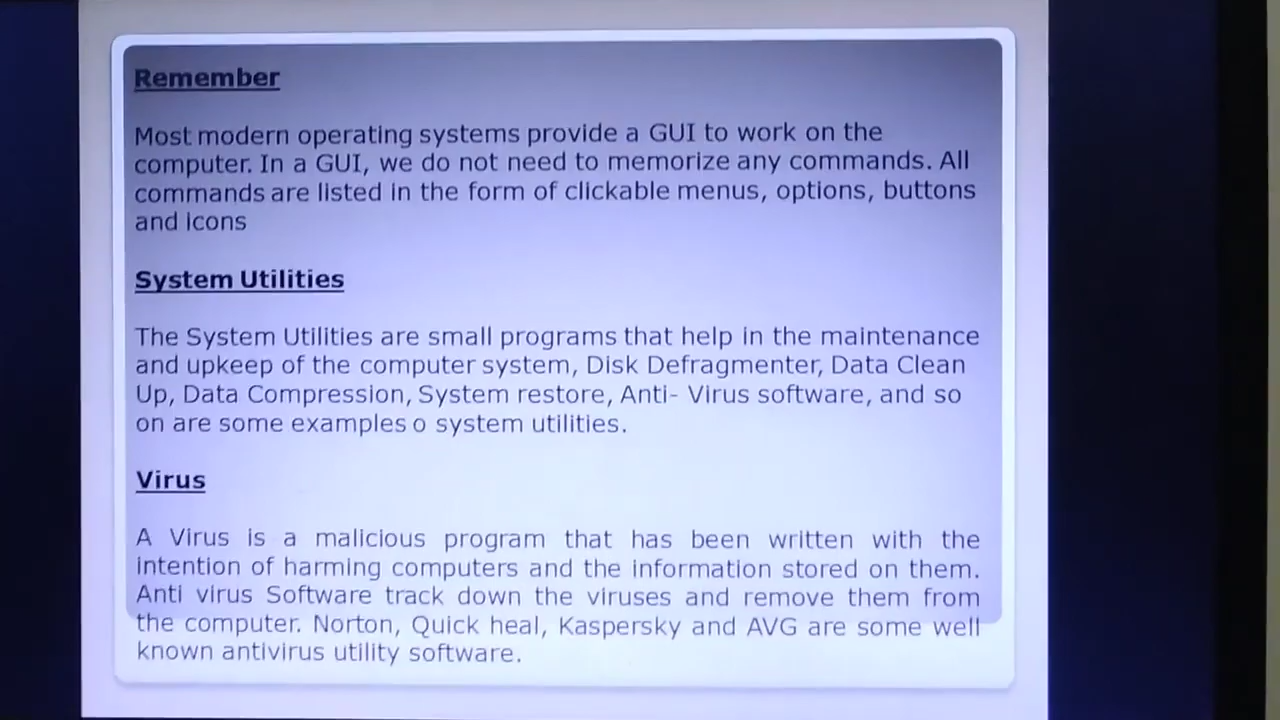 Remember
Most modern operating systems provide a GUI to work on the
computer. In a GUI, we do not need to memorize any commands. All
commands are listed in the form of clickable menus, options, buttons
and icons
System Utilities
The System Utilities are small programs that help in the maintenance
and upkeep of the computer system, Disk Defragmenter, Data Clean
Up, Data Compression, System restore, Anti- Virus software, and so
on are some examples o system utilities.
Virus
A Virus is a malicious program that has been written with the
intention of harming computers and the information stored on them.
Anti virus Software track down the viruses and remove them from
the computer. Norton, Quick heal, Kaspersky and AVG are some well
known antivirus utility software.